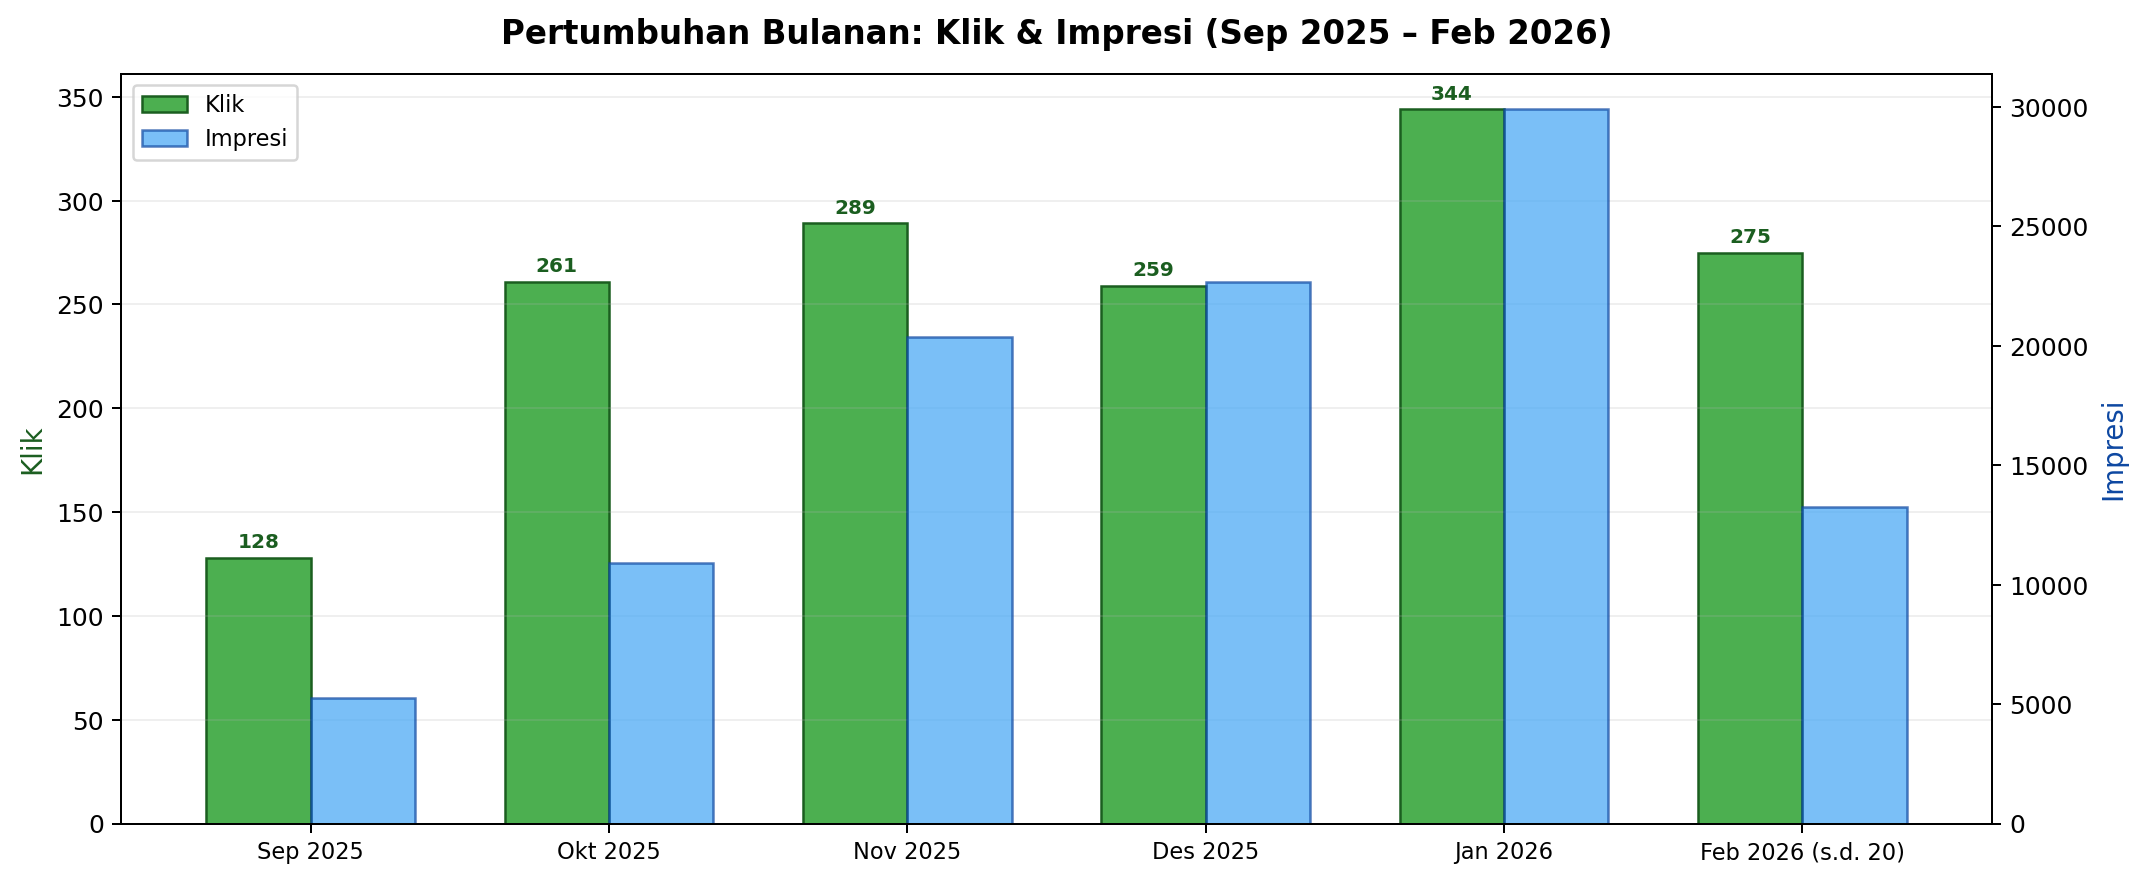 Pertumbuhan Bulanan: Klik & Impresi (Sep 2025 – Feb 2026)
Klik
Impresi
Klik
350
300
250
200
150
100
50
0
128
261
289
259
344
275
30000
25000
20000
15000
10000
5000
0
Impresi
Sep 2025
Okt 2025
Nov 2025
Des 2025
Jan 2026
Feb 2026 (s.d. 20)